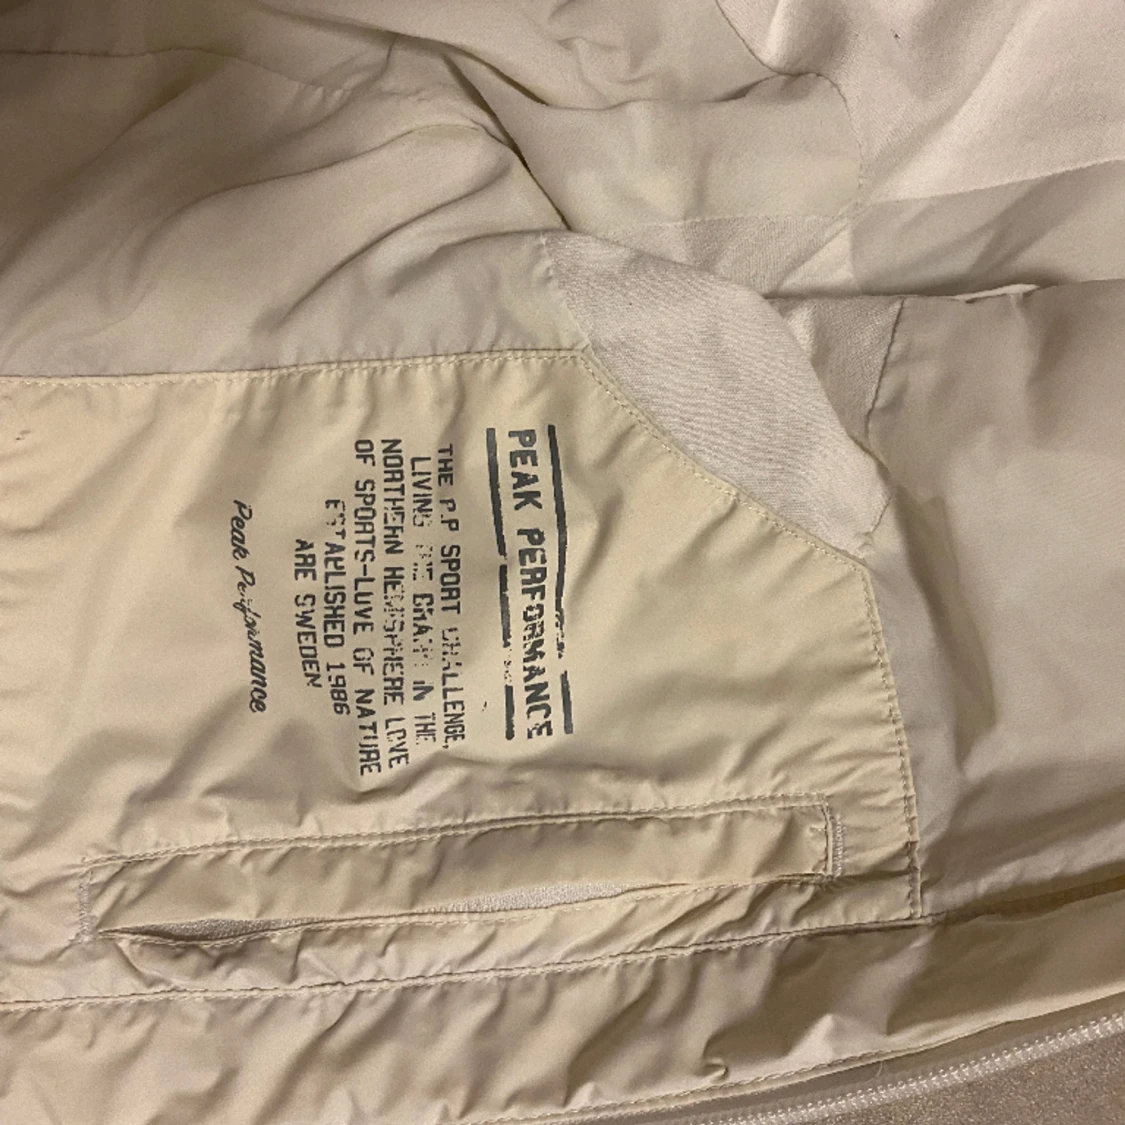 PEAK PERFORMANCE
THE P.P SPORT CHALLENGE,
LIVING THE IN THE
NORTHERN HEMISPHERE LOVE
OF SPORTS-LOVE OF NATURE
ESTABLISHED 1986
ARE SWEDEN
Peak Performance